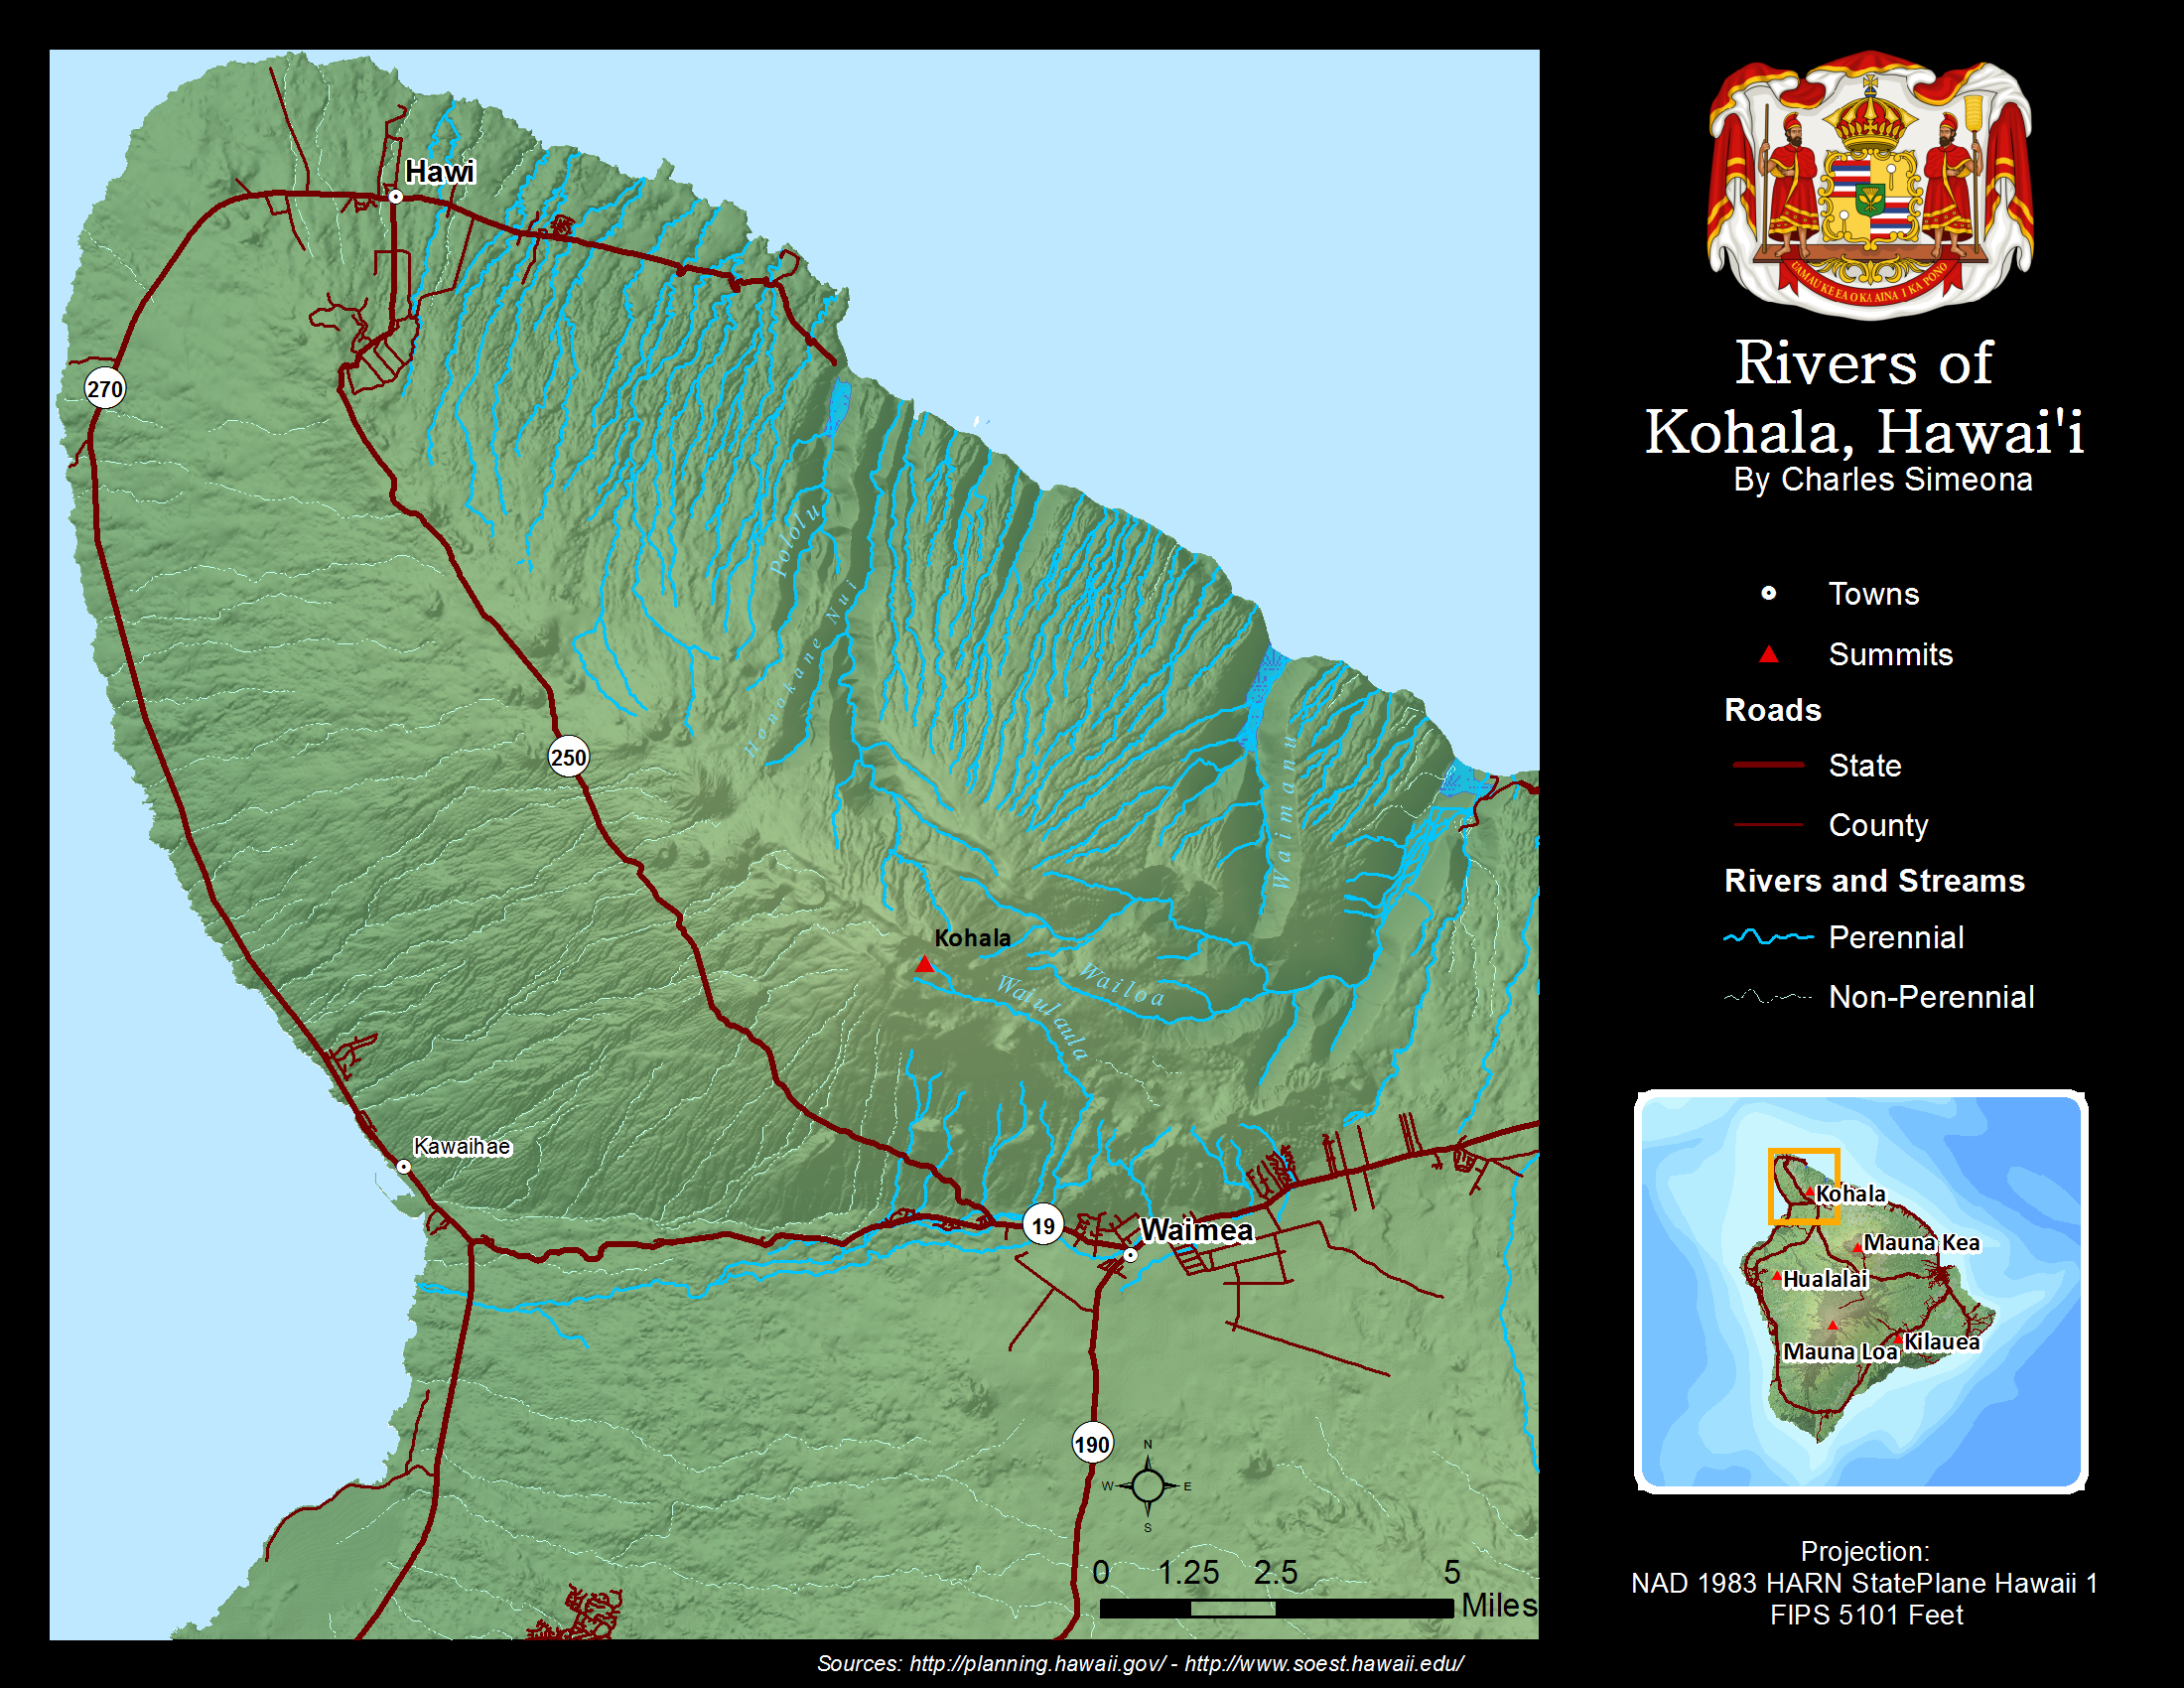 Hawi
270
Pololu
Honokane Nui
250
Waimanu
Kohala
Wailoa
Waiulaula
Kawaihae
19
Waimea
190
N
W E
S
0 1.25 2.5 5
Miles
Sources: http://planning.hawaii.gov/ - http://www.soest.hawaii.edu/
UA MAU KE EA O KA AINA I KA PONO
Rivers of
Kohala, Hawai'i
By Charles Simeona
Towns
Summits
Roads
State
County
Rivers and Streams
Perennial
Non-Perennial
Kohala
Mauna Kea
Hualalai
Kilauea
Mauna Loa
Projection:
NAD 1983 HARN StatePlane Hawaii 1
FIPS 5101 Feet